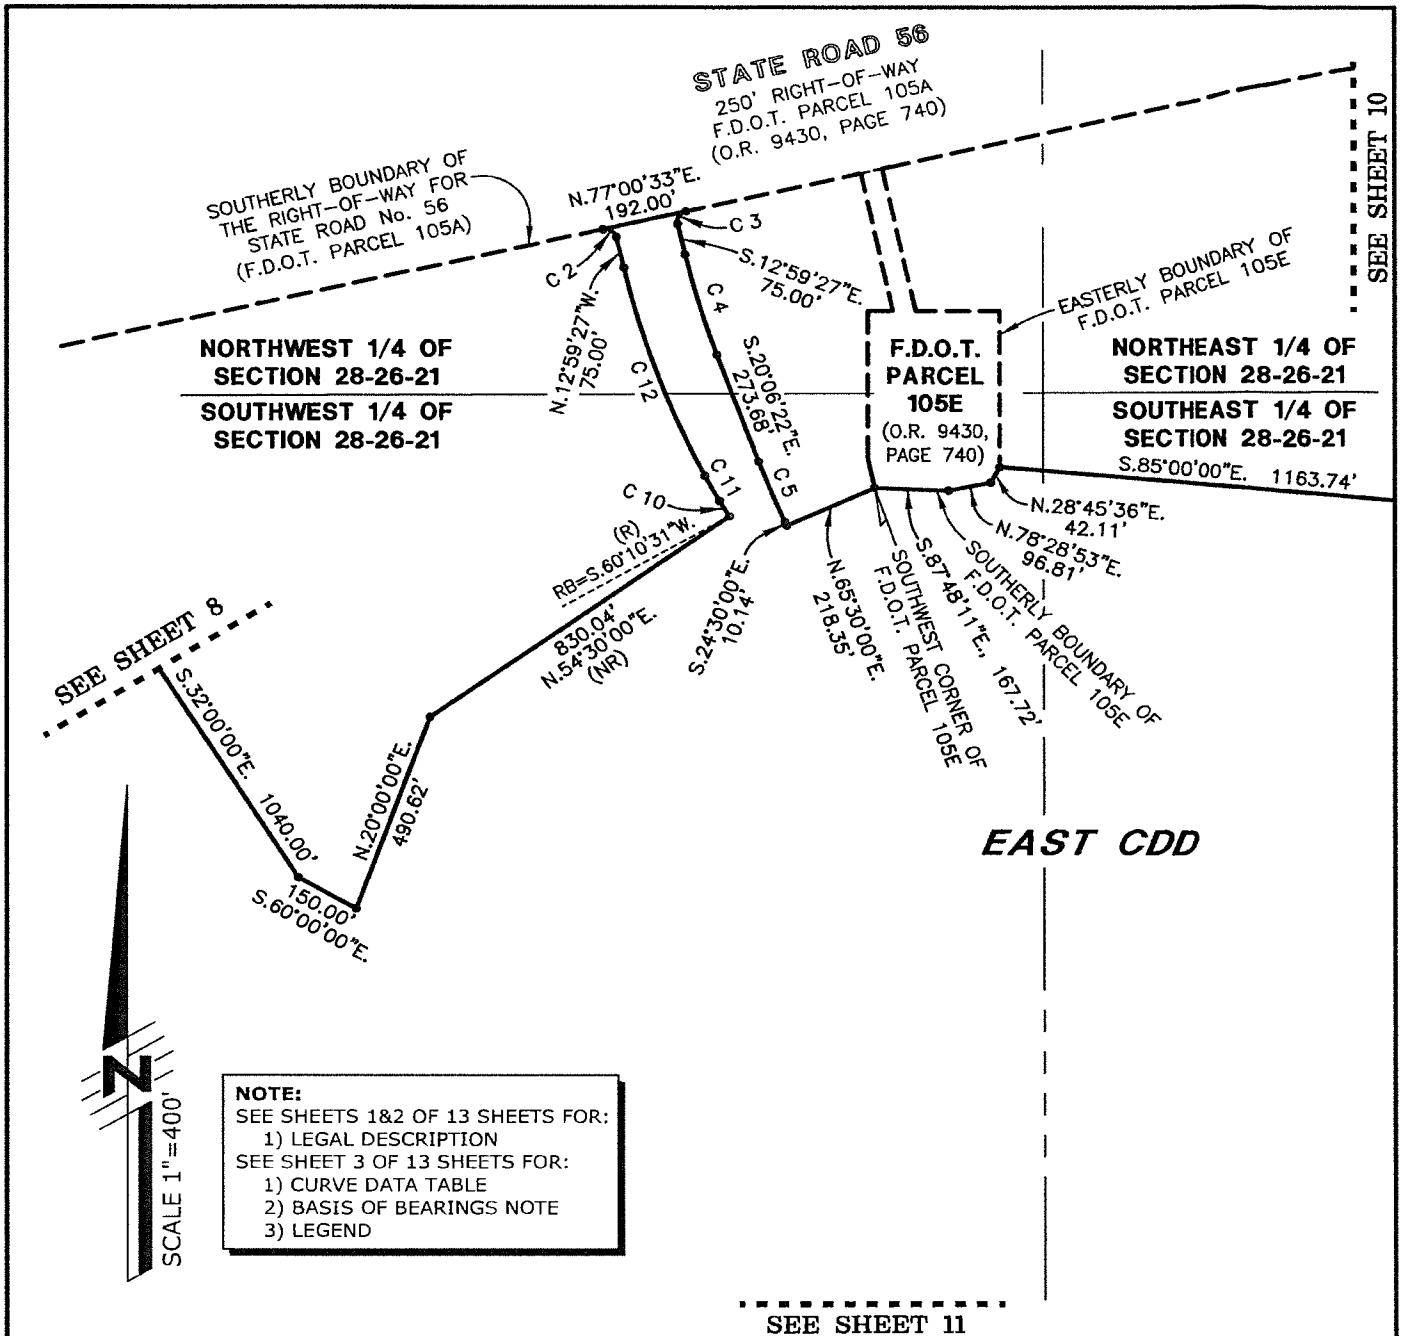 STATE ROAD 56
250' RIGHT-OF-WAY
F.D.O.T. PARCEL 105A
(O.R. 9430, PAGE 740)
SEE SHEET 10
SOUTHERLY BOUNDARY OF
THE RIGHT-OF-WAY FOR
STATE ROAD No. 56
(F.D.O.T. PARCEL 105A)
N.77°00'33"E.
192.00'
C 2
C 3
S.12°59'27"E.
75.00'
EASTERLY BOUNDARY OF
F.D.O.T. PARCEL 105E
N.12°59'27"W.
75.00'
C 4
C 12
S.20°06'22"E.
273.68'
NORTHWEST 1/4 OF
SECTION 28-26-21
SOUTHWEST 1/4 OF
SECTION 28-26-21
F.D.O.T.
PARCEL
105E
(O.R. 9430,
PAGE 740)
NORTHEAST 1/4 OF
SECTION 28-26-21
SOUTHEAST 1/4 OF
SECTION 28-26-21
S.85°00'00"E. 1163.74'
C 5
C 11
C 10
(R)
RB=S.60°10'31"W.
830.04'
N.54°30'00"E.
(NR)
S.24°30'00"E.
10.14'
N.65°30'00"E.
218.35'
SOUTHWEST CORNER OF
F.D.O.T. PARCEL 105E
S.87°48'11"E., 167.72'
SOUTHERLY BOUNDARY OF
F.D.O.T. PARCEL 105E
N.78°28'53"E.
96.81'
N.28°45'36"E.
42.11'
SEE SHEET 8
S.32°00'00"E. 1040.00'
150.00'
S.60°00'00"E.
N.20°00'00"E.
490.62'
EAST CDD
N
SCALE 1"=400'
NOTE:
SEE SHEETS 1&2 OF 13 SHEETS FOR:
1) LEGAL DESCRIPTION
SEE SHEET 3 OF 13 SHEETS FOR:
1) CURVE DATA TABLE
2) BASIS OF BEARINGS NOTE
3) LEGEND
SEE SHEET 11